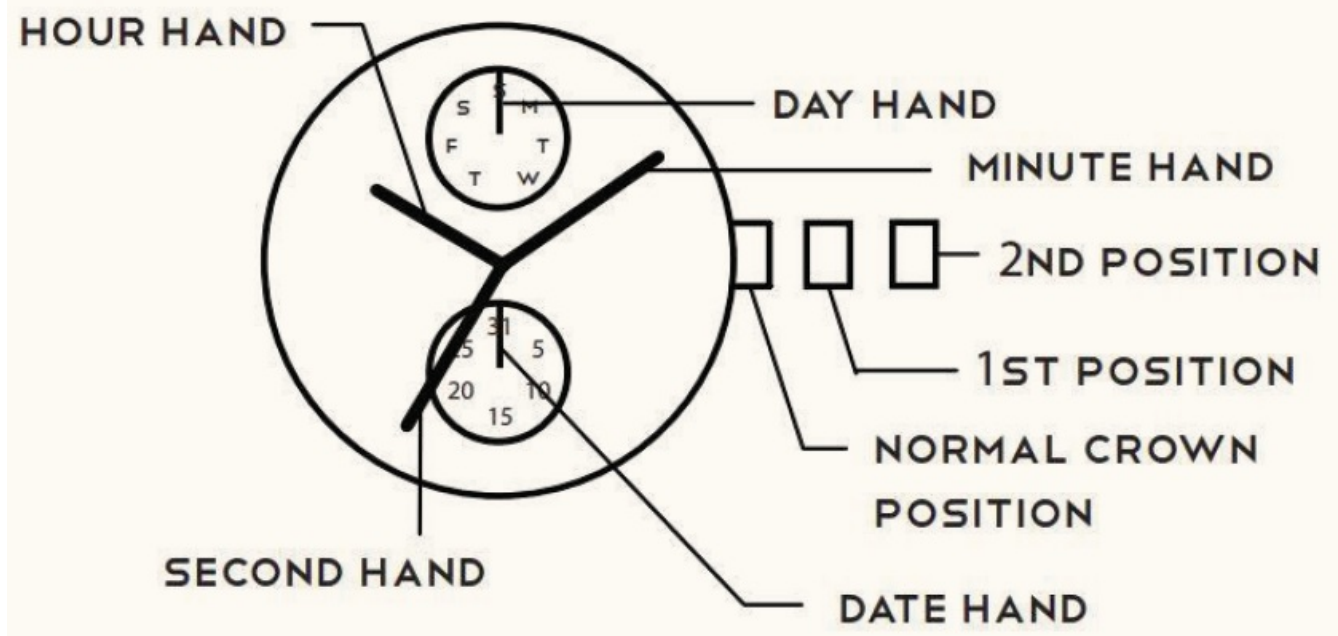 HOUR HAND
DAY HAND
MINUTE HAND
2ND POSITION
1ST POSITION
NORMAL CROWN
POSITION
SECOND HAND
DATE HAND
S
M
T
W
T
F
S
31
5
10
15
20
25